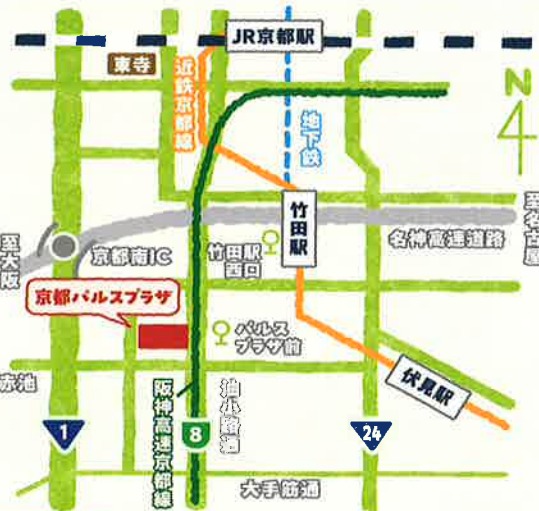 JR京都駅
東寺
近鉄京都線
地下鉄
N
竹田駅
至名古屋
名神高速道路
至大阪
京都南IC
竹田駅
西口
京都パルスプラザ
パルス
プラザ前
赤池
伏見駅
阪神高速京都線
油小路通
1
8
24
大手筋通